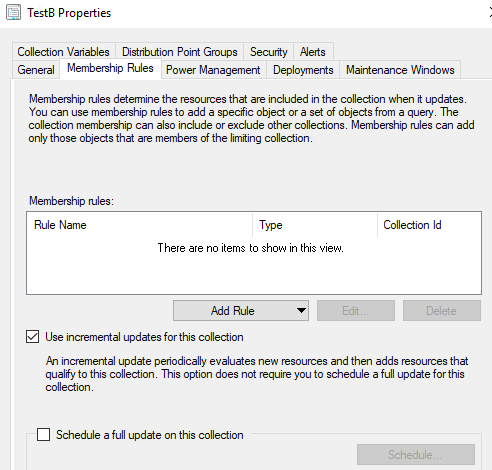 TestB Properties
Collection Variables Distribution Point Groups Security Alerts
General Membership Rules Power Management Deployments Maintenance Windows
Membership rules determine the resources that are included in the collection when it updates.
You can use membership rules to add a specific object or a set of objects from a query. The
collection membership can also include or exclude other collections. Membership rules can add
only those objects that are members of the limiting collection.
Membership rules:
Rule Name Type Collection Id
There are no items to show in this view.
Add Rule Edit... Delete
Use incremental updates for this collection
An incremental update periodically evaluates new resources and then adds resources that
qualify to this collection. This option does not require you to schedule a full update for this
collection.
Schedule a full update on this collection
Schedule...